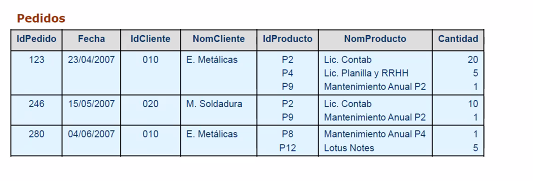 Pedidos
IdPedido Fecha IdCliente NomCliente IdProducto NomProducto Cantidad
123 23/04/2007 010 E. Metálicas P2 Lic. Contab 20
P4 Lic. Planilla y RRHH 5
P9 Mantenimiento Anual P2 1
246 15/05/2007 020 M. Soldadura P2 Lic. Contab 10
P9 Mantenimiento Anual P2 1
280 04/06/2007 010 E. Metálicas P8 Mantenimiento Anual P4 1
P12 Lotus Notes 5